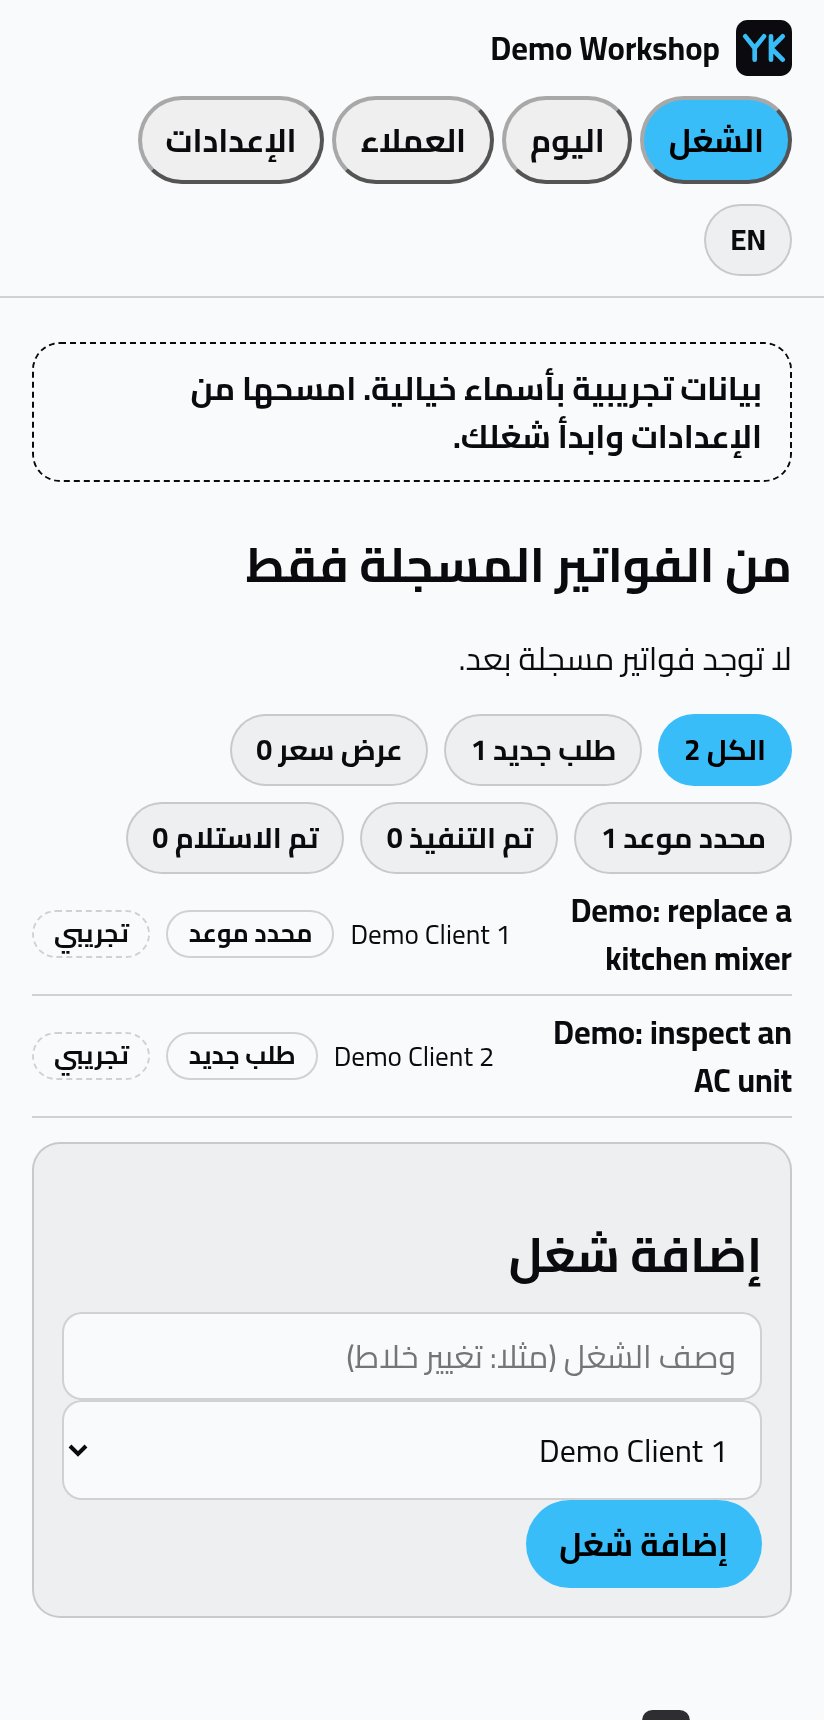 YK Demo Workshop
الشغل اليوم العملاء الإعدادات
EN
بيانات تجريبية بأسماء خيالية. امسحها من
الإعدادات وابدأ شغلك.
من الفواتير المسجلة فقط
لا توجد فواتير مسجلة بعد.
الكل 2 طلب جديد 1 عرض سعر 0
محدد موعد 1 تم التنفيذ 0 تم الاستلام 0
Demo: replace a
kitchen mixer
Demo Client 1 محدد موعد تجريبي
Demo: inspect an
AC unit
Demo Client 2 طلب جديد تجريبي
إضافة شغل
وصف الشغل (مثلا: تغيير خلاط)
Demo Client 1
إضافة شغل